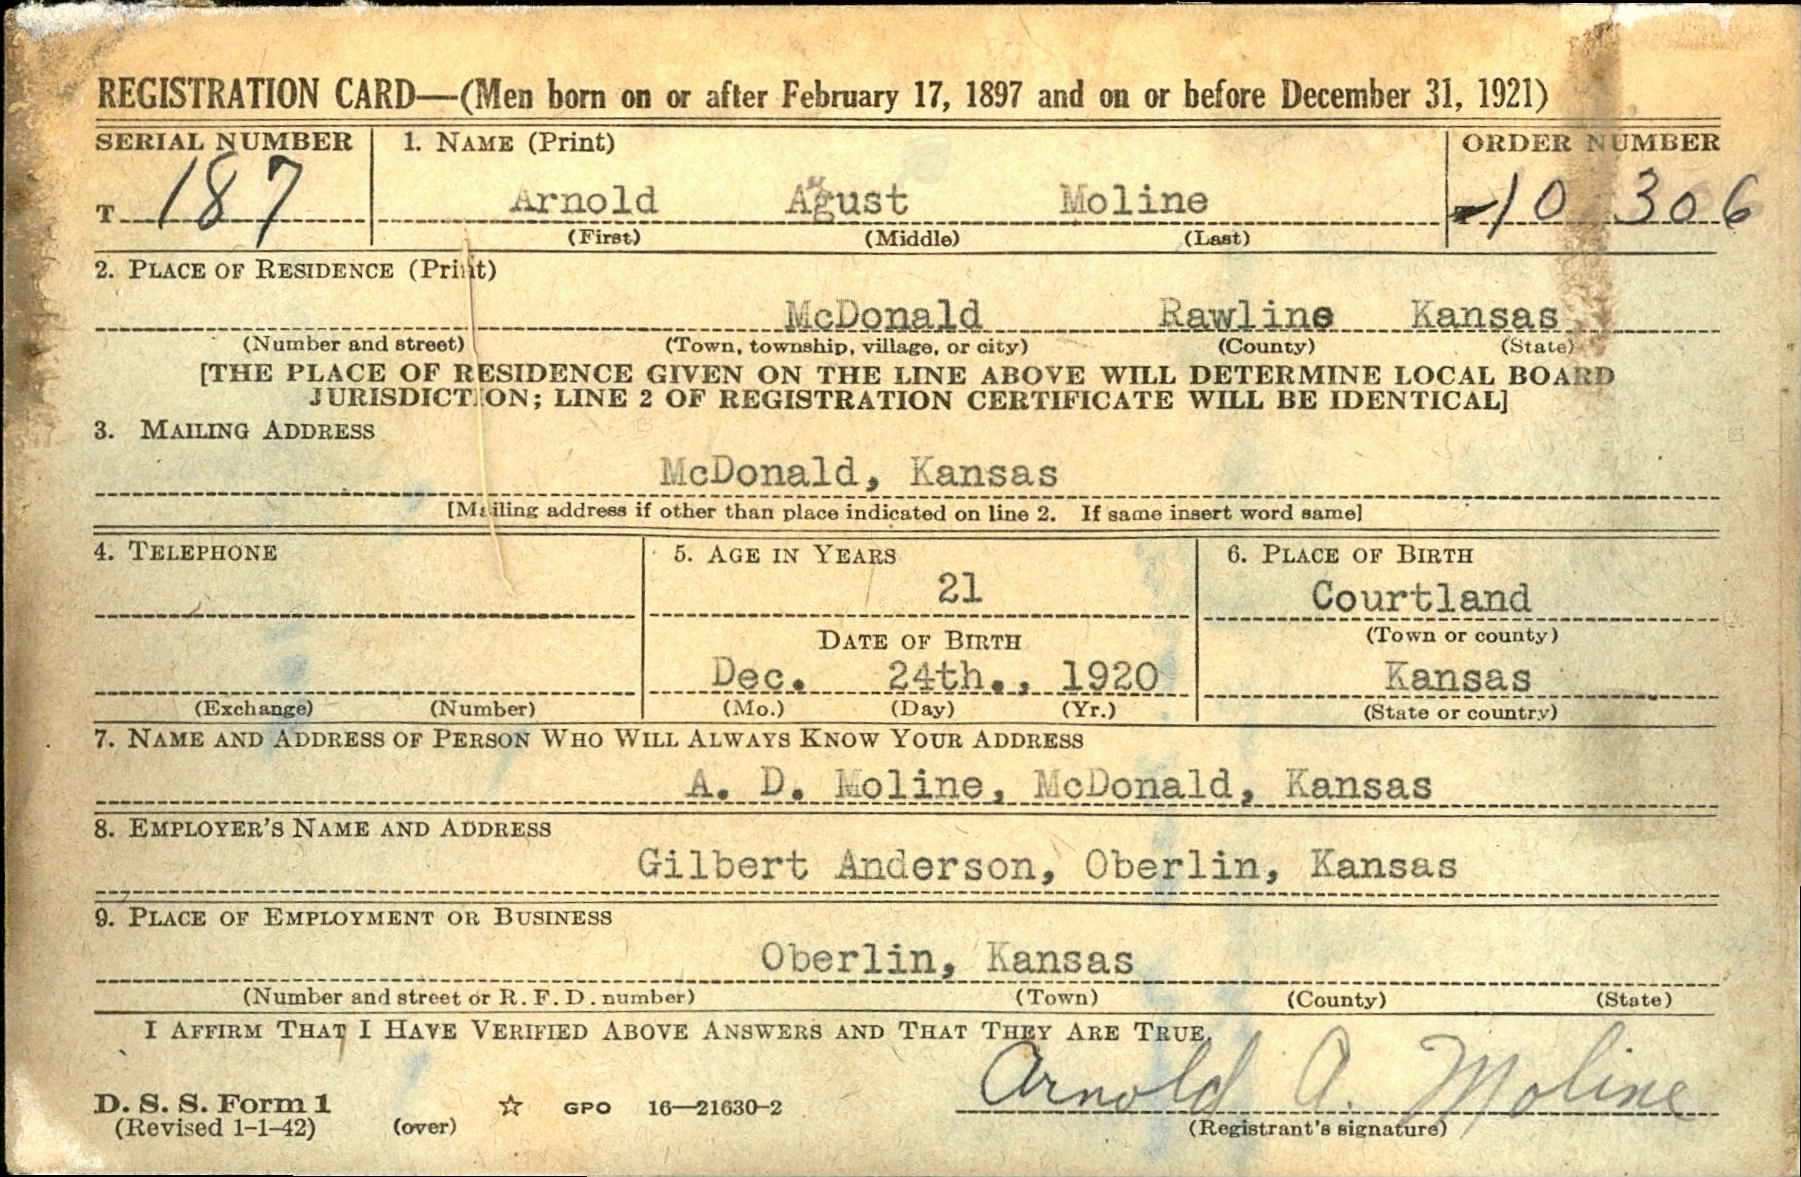 REGISTRATION CARD—(Men born on or after February 17, 1897 and on or before December 31, 1921)
SERIAL NUMBER 1. NAME (Print) ORDER NUMBER
T 187 Arnold Agust Moline 10 306
u
(First) (Middle) (Last)
2. PLACE OF RESIDENCE (Print)
McDonald Rawline Kansas
(Number and street) (Town, township, village, or city) (County) (State)
[THE PLACE OF RESIDENCE GIVEN ON THE LINE ABOVE WILL DETERMINE LOCAL BOARD
JURISDICTION; LINE 2 OF REGISTRATION CERTIFICATE WILL BE IDENTICAL]
3. MAILING ADDRESS
McDonald, Kansas
[Mailing address if other than place indicated on line 2. If same insert word same]
4. TELEPHONE 5. AGE IN YEARS 6. PLACE OF BIRTH
21 Courtland
DATE OF BIRTH (Town or county)
Dec. 24th., 1920 Kansas
(Exchange) (Number) (Mo.) (Day) (Yr.) (State or country)
7. NAME AND ADDRESS OF PERSON WHO WILL ALWAYS KNOW YOUR ADDRESS
A. D. Moline, McDonald, Kansas
8. EMPLOYER'S NAME AND ADDRESS
Gilbert Anderson, Oberlin, Kansas
9. PLACE OF EMPLOYMENT OR BUSINESS
Oberlin, Kansas
(Number and street or R. F. D. number) (Town) (County) (State)
I AFFIRM THAT I HAVE VERIFIED ABOVE ANSWERS AND THAT THEY ARE TRUE.
Arnold A. Moline
D. S. S. Form 1 ☆ GPO 16—21630-2
(Revised 1-1-42) (over) (Registrant's signature)